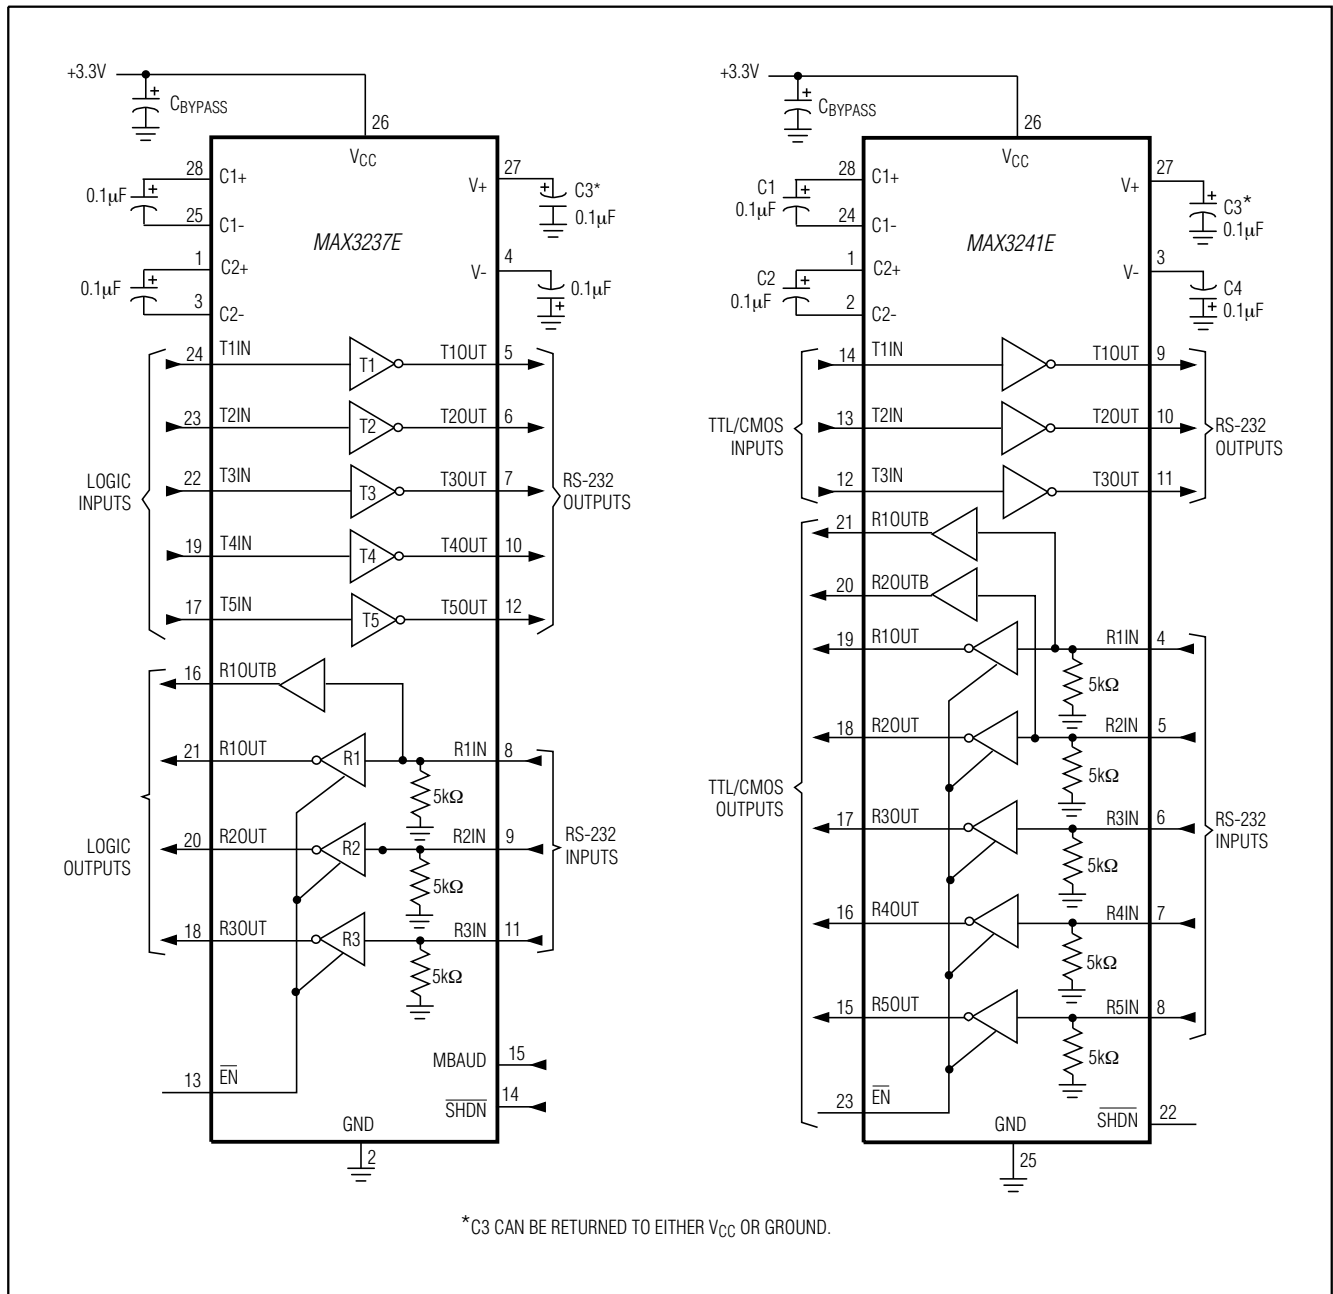 +3.3V
+
CBYPASS
26
VCC
28
C1+
+
0.1µF
25
C1-
27
V+
+
C3*
0.1µF
MAX3237E
1
C2+
+
0.1µF
3
C2-
4
V-
0.1µF
+
24 T1IN T1 T1OUT 5
23 T2IN T2 T2OUT 6
22 T3IN T3 T3OUT 7
19 T4IN T4 T4OUT 10
17 T5IN T5 T5OUT 12
LOGIC
INPUTS
RS-232
OUTPUTS
16 R1OUTB
21 R1OUT R1 R1IN 8
5kΩ
20 R2OUT R2 R2IN 9
5kΩ
18 R3OUT R3 R3IN 11
5kΩ
LOGIC
OUTPUTS
RS-232
INPUTS
MBAUD 15
13 EN
SHDN 14
GND
2
+3.3V
+
CBYPASS
26
VCC
28
C1+
C1
+
0.1µF
24
C1-
27
V+
+
C3*
0.1µF
MAX3241E
1
C2+
C2
+
0.1µF
2
C2-
3
V-
C4
+
0.1µF
14 T1IN T1OUT 9
13 T2IN T2OUT 10
12 T3IN T3OUT 11
TTL/CMOS
INPUTS
RS-232
OUTPUTS
21 R1OUTB
20 R2OUTB
19 R1OUT R1IN 4
5kΩ
18 R2OUT R2IN 5
5kΩ
17 R3OUT R3IN 6
5kΩ
16 R4OUT R4IN 7
5kΩ
15 R5OUT R5IN 8
5kΩ
TTL/CMOS
OUTPUTS
RS-232
INPUTS
23 EN
SHDN 22
GND
25
*C3 CAN BE RETURNED TO EITHER VCC OR GROUND.